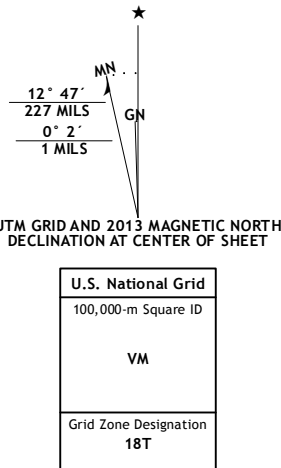 MN
GN
12° 47´
227 MILS
0° 2´
1 MILS
UTM GRID AND 2013 MAGNETIC NORTH
DECLINATION AT CENTER OF SHEET
U.S. National Grid
100,000-m Square ID
VM
Grid Zone Designation
18T